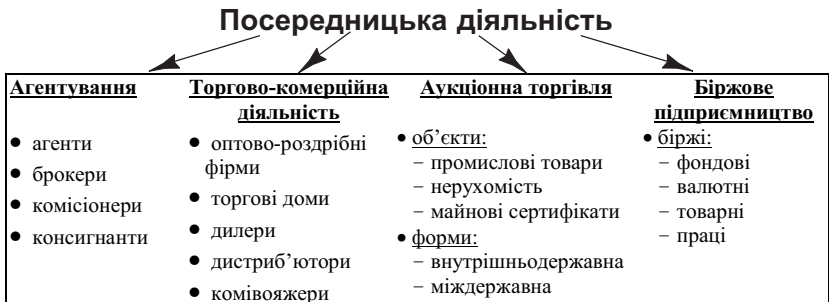 Посередницька діяльність
Агентування
● агенти
● брокери
● комісіонери
● консигнанти
Торгово-комерційна
діяльність
● оптово-роздрібні
фірми
● торгові доми
● дилери
● дистриб’ютори
● комівояжери
Аукціонна торгівля
● об’єкти:
− промислові товари
− нерухомість
− майнові сертифікати
● форми:
− внутрішньодержавна
− міждержавна
Біржове
підприємництво
● біржі:
− фондові
− валютні
− товарні
− праці